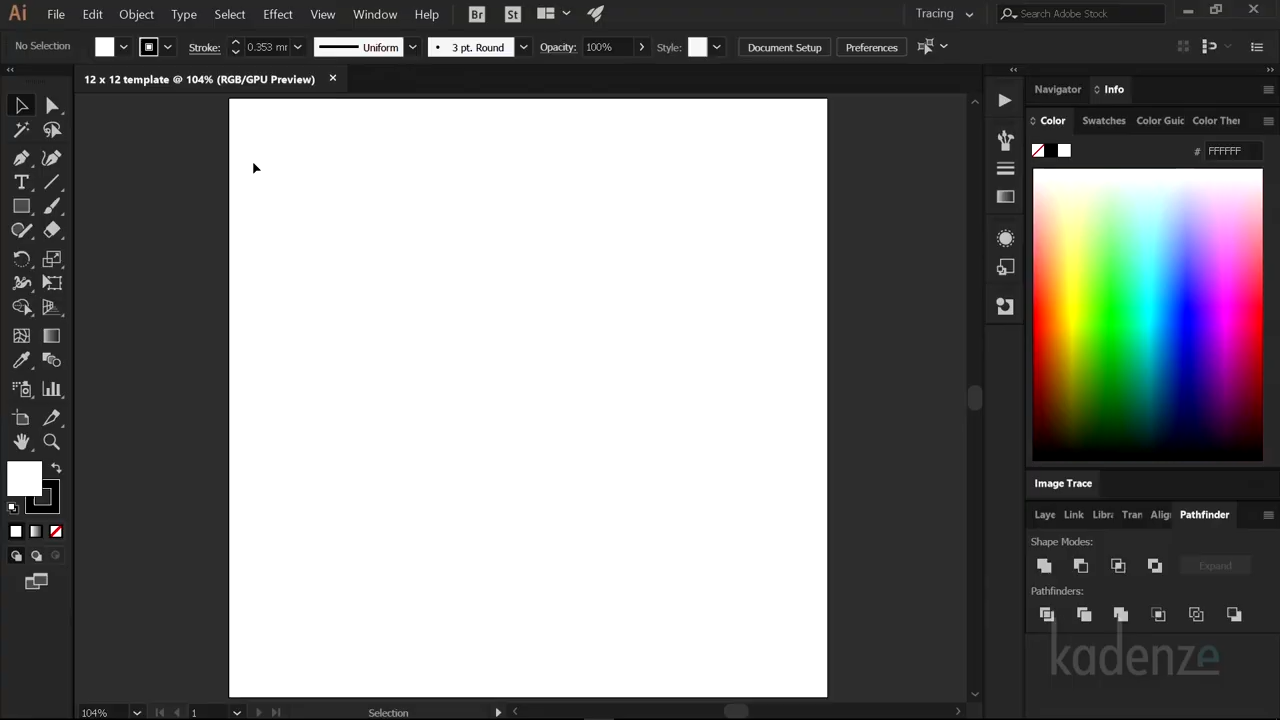 Ai File Edit Object Type Select Effect View Window Help Br St Tracing Search Adobe Stock
No Selection Stroke: 0.353 mr Uniform 3 pt. Round Opacity: 100% Style: Document Setup Preferences
12 x 12 template @ 104% (RGB/GPU Preview)
Navigator Info
Color Swatches Color Guic Color Ther
# FFFFFF
Image Trace
Laye Link Libra Tran Align Pathfinder
Shape Modes:
Expand
Pathfinders:
kadenze
104% 1 Selection